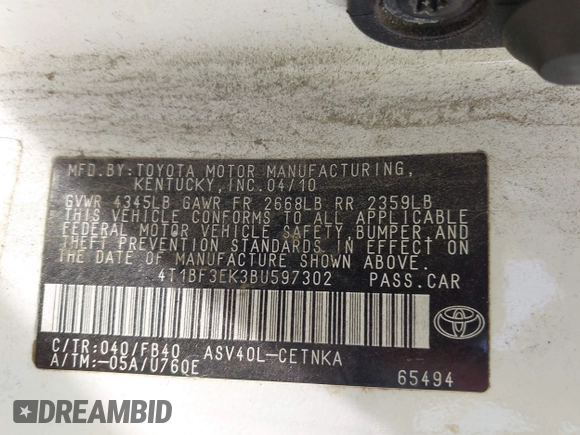 MFD.BY:TOYOTA MOTOR MANUFACTURING,
KENTUCKY,INC.04/10
GVWR 4345LB GAWR FR 2668LB RR 2359LB
THIS VEHICLE CONFORMS TO ALL APPLICABLE
FEDERAL MOTOR VEHICLE SAFETY, BUMPER, AND
THEFT PREVENTION STANDARDS IN EFFECT ON
THE DATE OF MANUFACTURE SHOWN ABOVE.
4T1BF3EK3BU597302 PASS.CAR
C/TR:040/FB40 ASV40L-CETNKA
A/TM:-05A/U760E
65494
DREAMBID